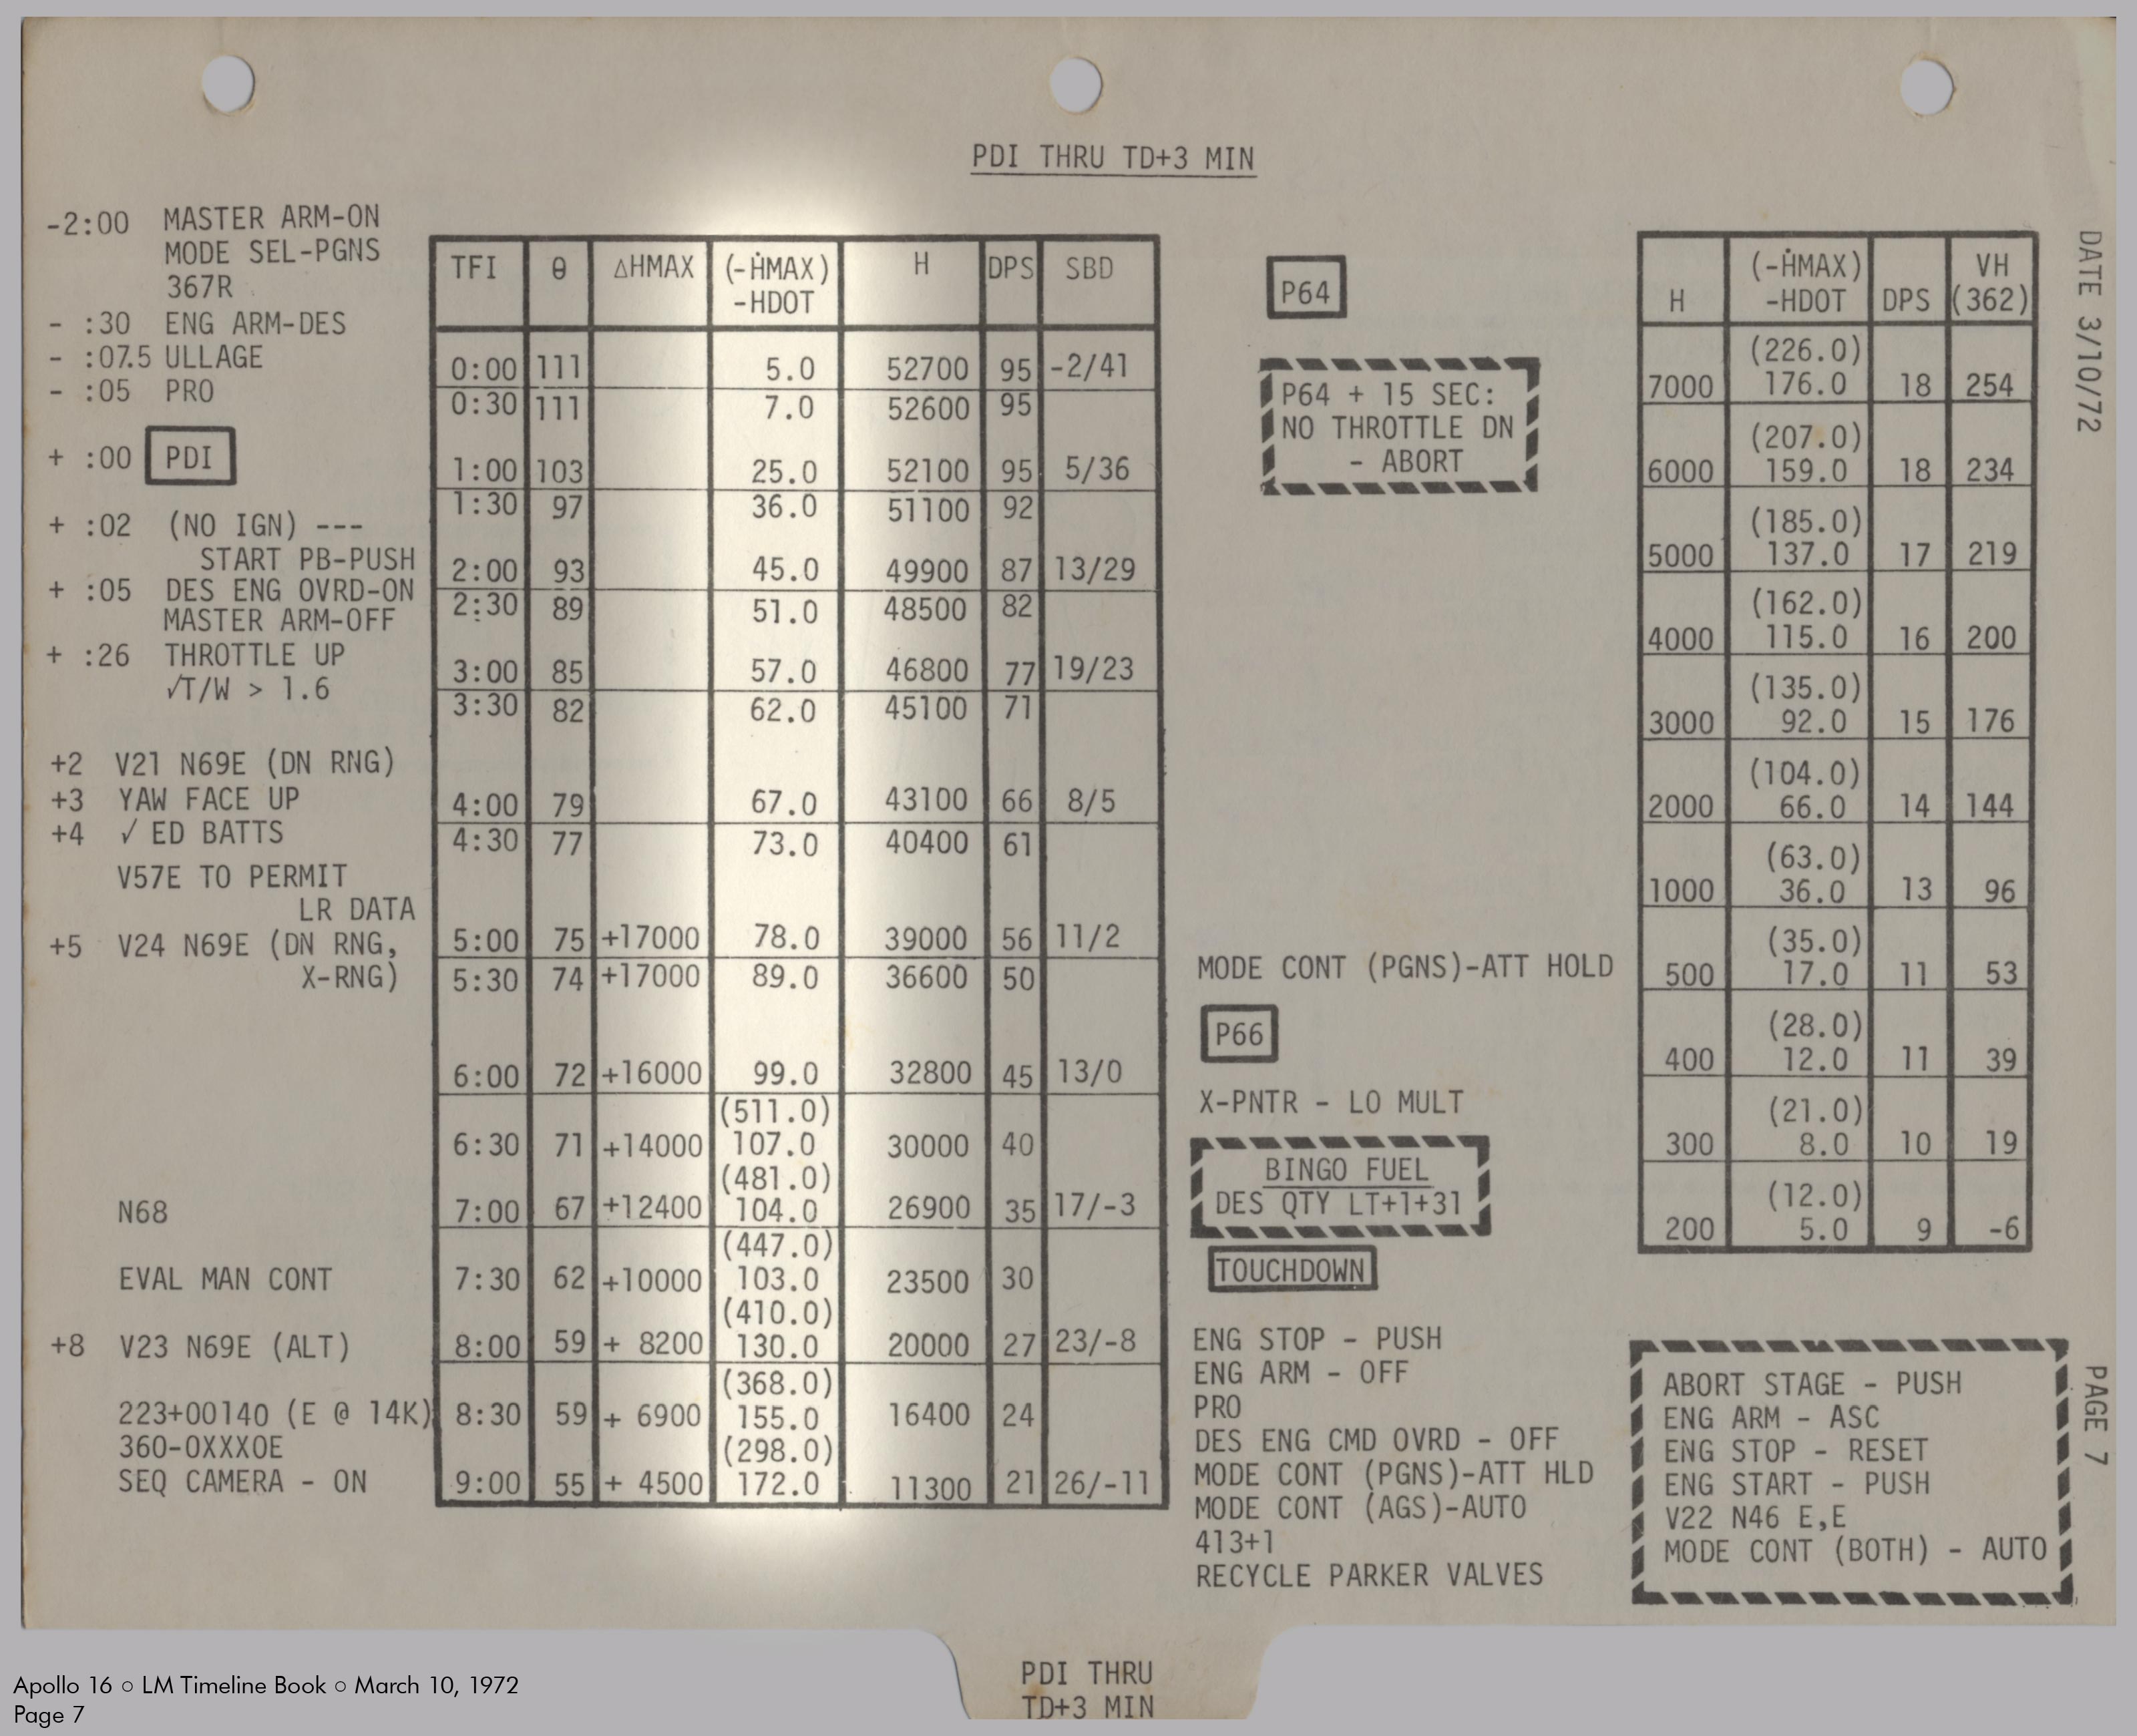 PDI THRU TD+3 MIN
-2:00 MASTER ARM-ON
MODE SEL-PGNS
367R
- :30 ENG ARM-DES
- :07.5 ULLAGE
- :05 PRO
+ :00 PDI
+ :02 (NO IGN) ---
START PB-PUSH
+ :05 DES ENG OVRD-ON
MASTER ARM-OFF
+ :26 THROTTLE UP
√T/W > 1.6
+2 V21 N69E (DN RNG)
+3 YAW FACE UP
+4 √ ED BATTS
V57E TO PERMIT
LR DATA
+5 V24 N69E (DN RNG,
X-RNG)
N68
EVAL MAN CONT
+8 V23 N69E (ALT)
223+00140 (E @ 14K)
360-0XXX0E
SEQ CAMERA - ON
TFI θ ΔHMAX (-ḢMAX) H DPS SBD
-HDOT
0:00 111 5.0 52700 95 -2/41
0:30 111 7.0 52600 95
1:00 103 25.0 52100 95 5/36
1:30 97 36.0 51100 92
2:00 93 45.0 49900 87 13/29
2:30 89 51.0 48500 82
3:00 85 57.0 46800 77 19/23
3:30 82 62.0 45100 71
4:00 79 67.0 43100 66 8/5
4:30 77 73.0 40400 61
5:00 75 +17000 78.0 39000 56 11/2
5:30 74 +17000 89.0 36600 50
6:00 72 +16000 99.0 32800 45 13/0
(511.0)
6:30 71 +14000 107.0 30000 40
(481.0)
7:00 67 +12400 104.0 26900 35 17/-3
(447.0)
7:30 62 +10000 103.0 23500 30
(410.0)
8:00 59 + 8200 130.0 20000 27 23/-8
(368.0)
8:30 59 + 6900 155.0 16400 24
(298.0)
9:00 55 + 4500 172.0 11300 21 26/-11
P64
P64 + 15 SEC:
NO THROTTLE DN
- ABORT
MODE CONT (PGNS)-ATT HOLD
P66
X-PNTR - LO MULT
BINGO FUEL
DES QTY LT+1+31
TOUCHDOWN
ENG STOP - PUSH
ENG ARM - OFF
PRO
DES ENG CMD OVRD - OFF
MODE CONT (PGNS)-ATT HLD
MODE CONT (AGS)-AUTO
413+1
RECYCLE PARKER VALVES
(-ḢMAX) VH
H -HDOT DPS (362)
(226.0)
7000 176.0 18 254
(207.0)
6000 159.0 18 234
(185.0)
5000 137.0 17 219
(162.0)
4000 115.0 16 200
(135.0)
3000 92.0 15 176
(104.0)
2000 66.0 14 144
(63.0)
1000 36.0 13 96
(35.0)
500 17.0 11 53
(28.0)
400 12.0 11 39
(21.0)
300 8.0 10 19
(12.0)
200 5.0 9 -6
ABORT STAGE - PUSH
ENG ARM - ASC
ENG STOP - RESET
ENG START - PUSH
V22 N46 E,E
MODE CONT (BOTH) - AUTO
DATE 3/10/72
PAGE 7
PDI THRU
TD+3 MIN
Apollo 16 ○ LM Timeline Book ○ March 10, 1972
Page 7